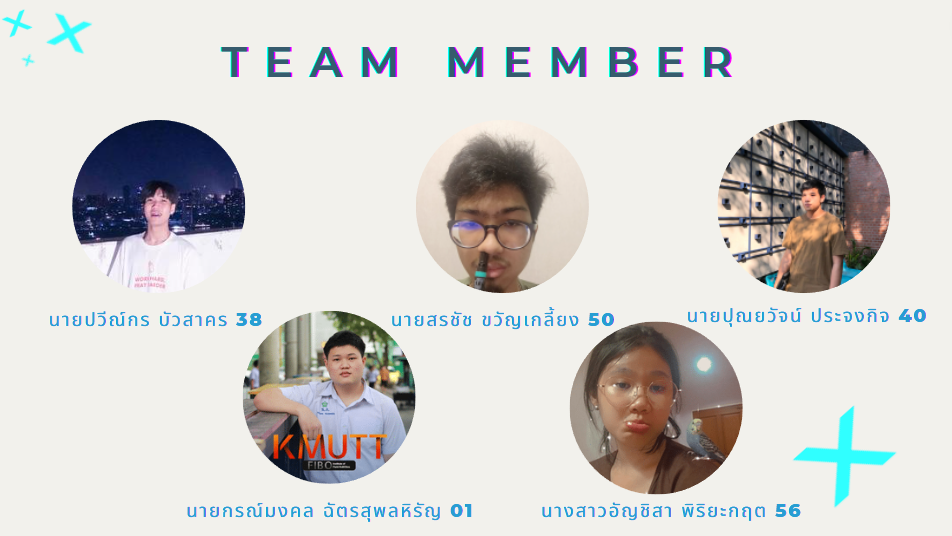 TEAM MEMBER
นายปวีณ์กร บัวสาคร 38
นายสรชัช ขวัญเกลี้ยง 50
นายปุณยวัจน์ ประจงกิจ 40
KMUTT
FIBO
นายกรณ์มงคล ฉัตรสุพลหิรัญ 01
นางสาวอัญชิสา พิริยะกฤต 56